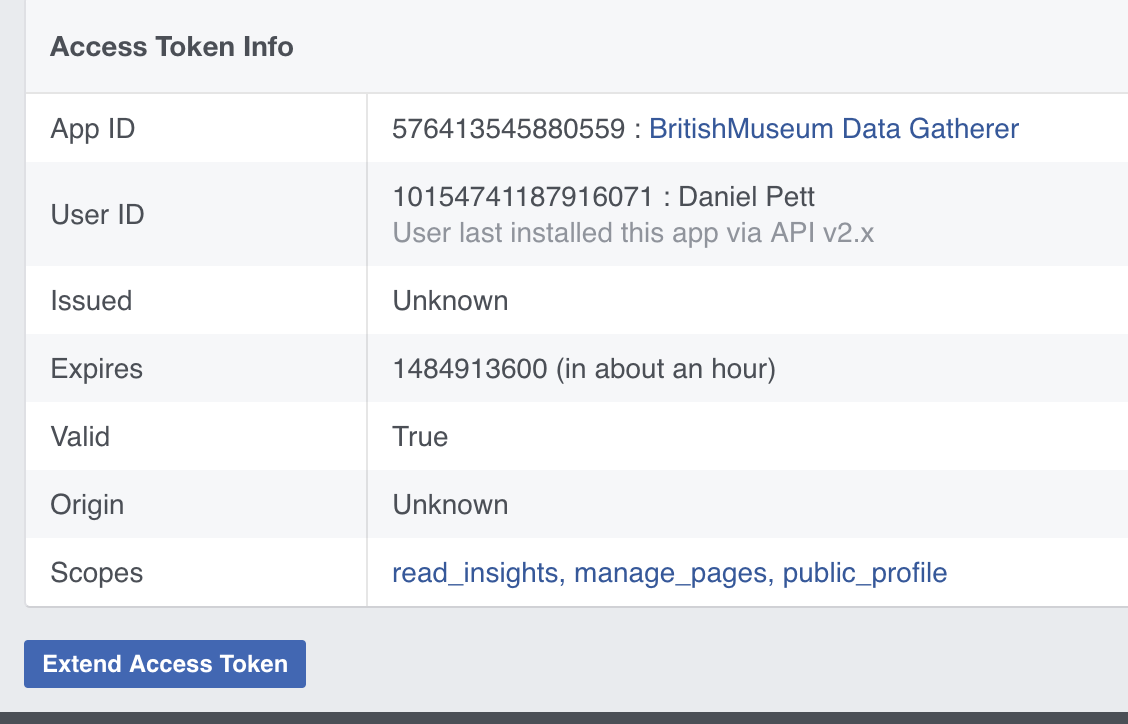 Access Token Info
App ID
576413545880559 : BritishMuseum Data Gatherer
User ID
10154741187916071 : Daniel Pett
User last installed this app via API v2.x
Issued
Unknown
Expires
1484913600 (in about an hour)
Valid
True
Origin
Unknown
Scopes
read_insights, manage_pages, public_profile
Extend Access Token